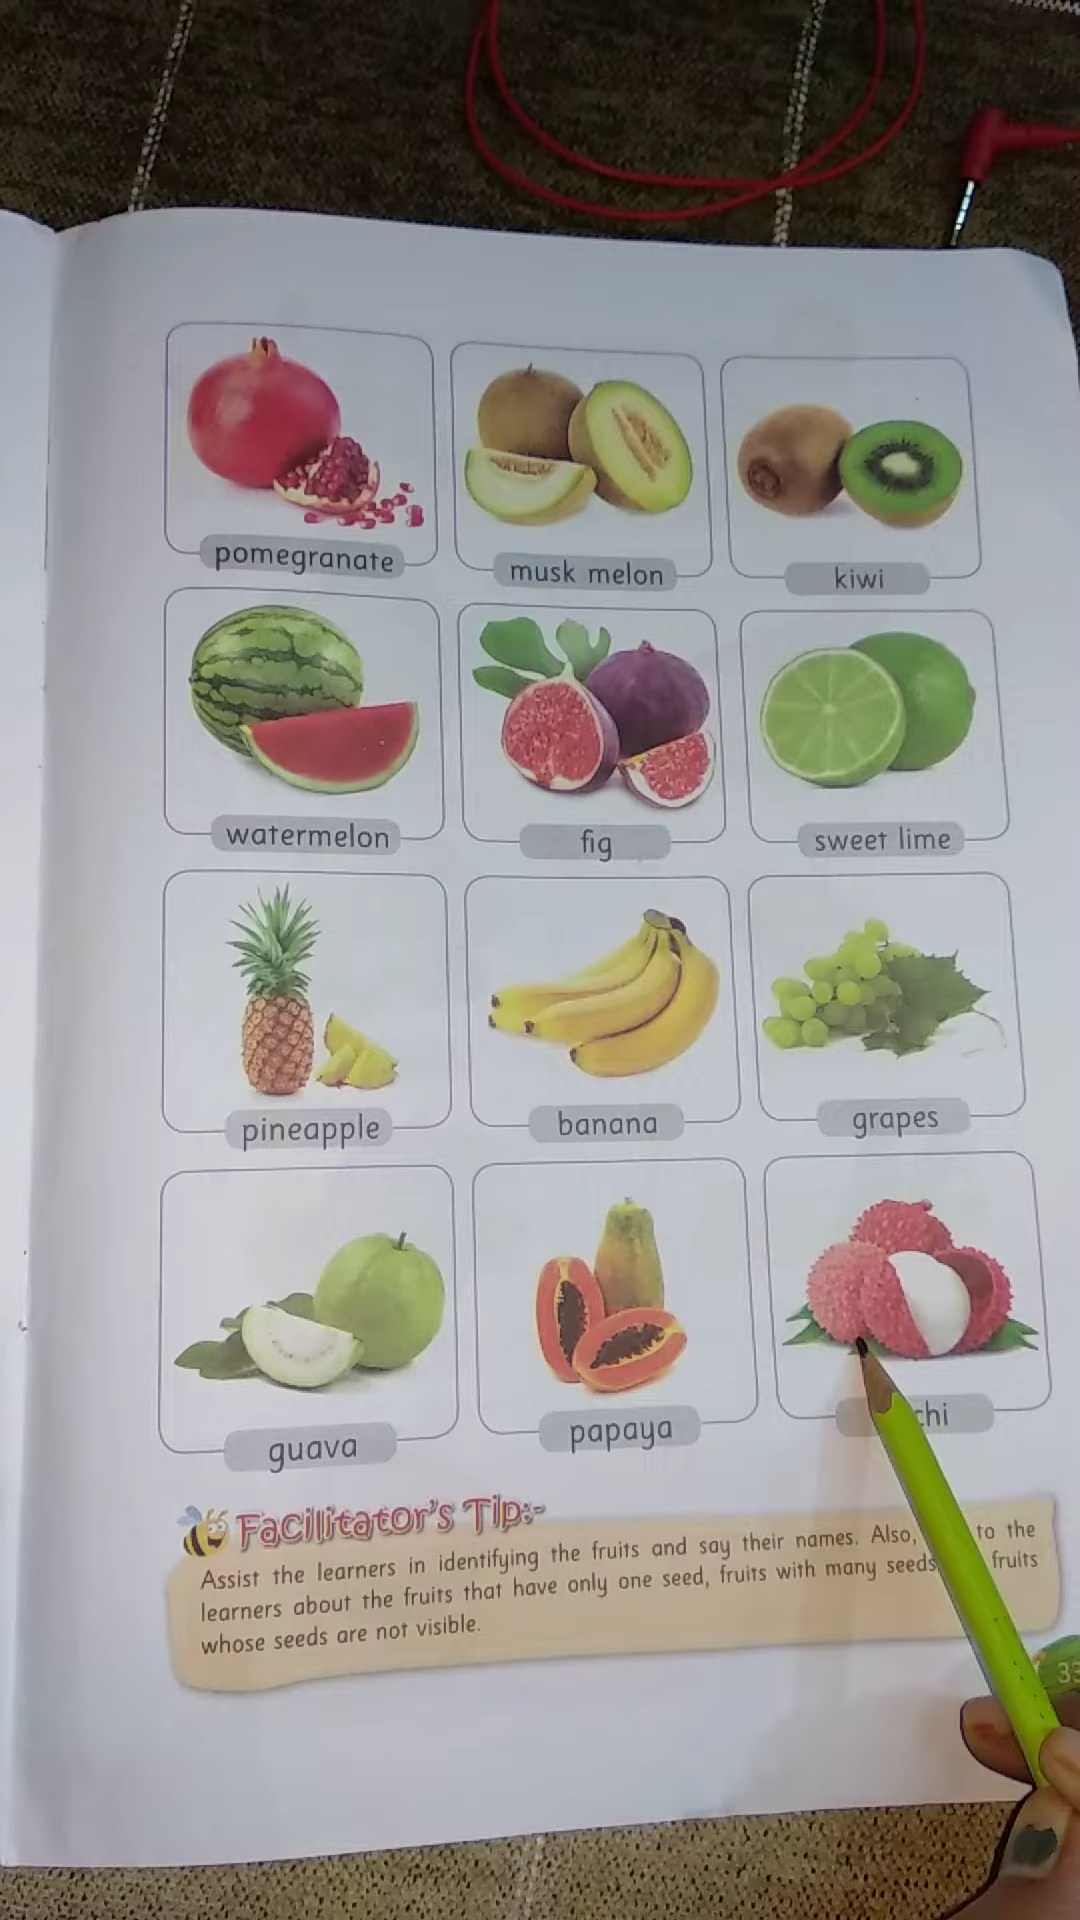 pomegranate
musk melon
kiwi
watermelon
fig
sweet lime
pineapple
banana
grapes
guava
papaya
chi
Facilitator's Tip:-
Assist the learners in identifying the fruits and say their names. Also, to the
learners about the fruits that have only one seed, fruits with many seeds fruits
whose seeds are not visible.
33